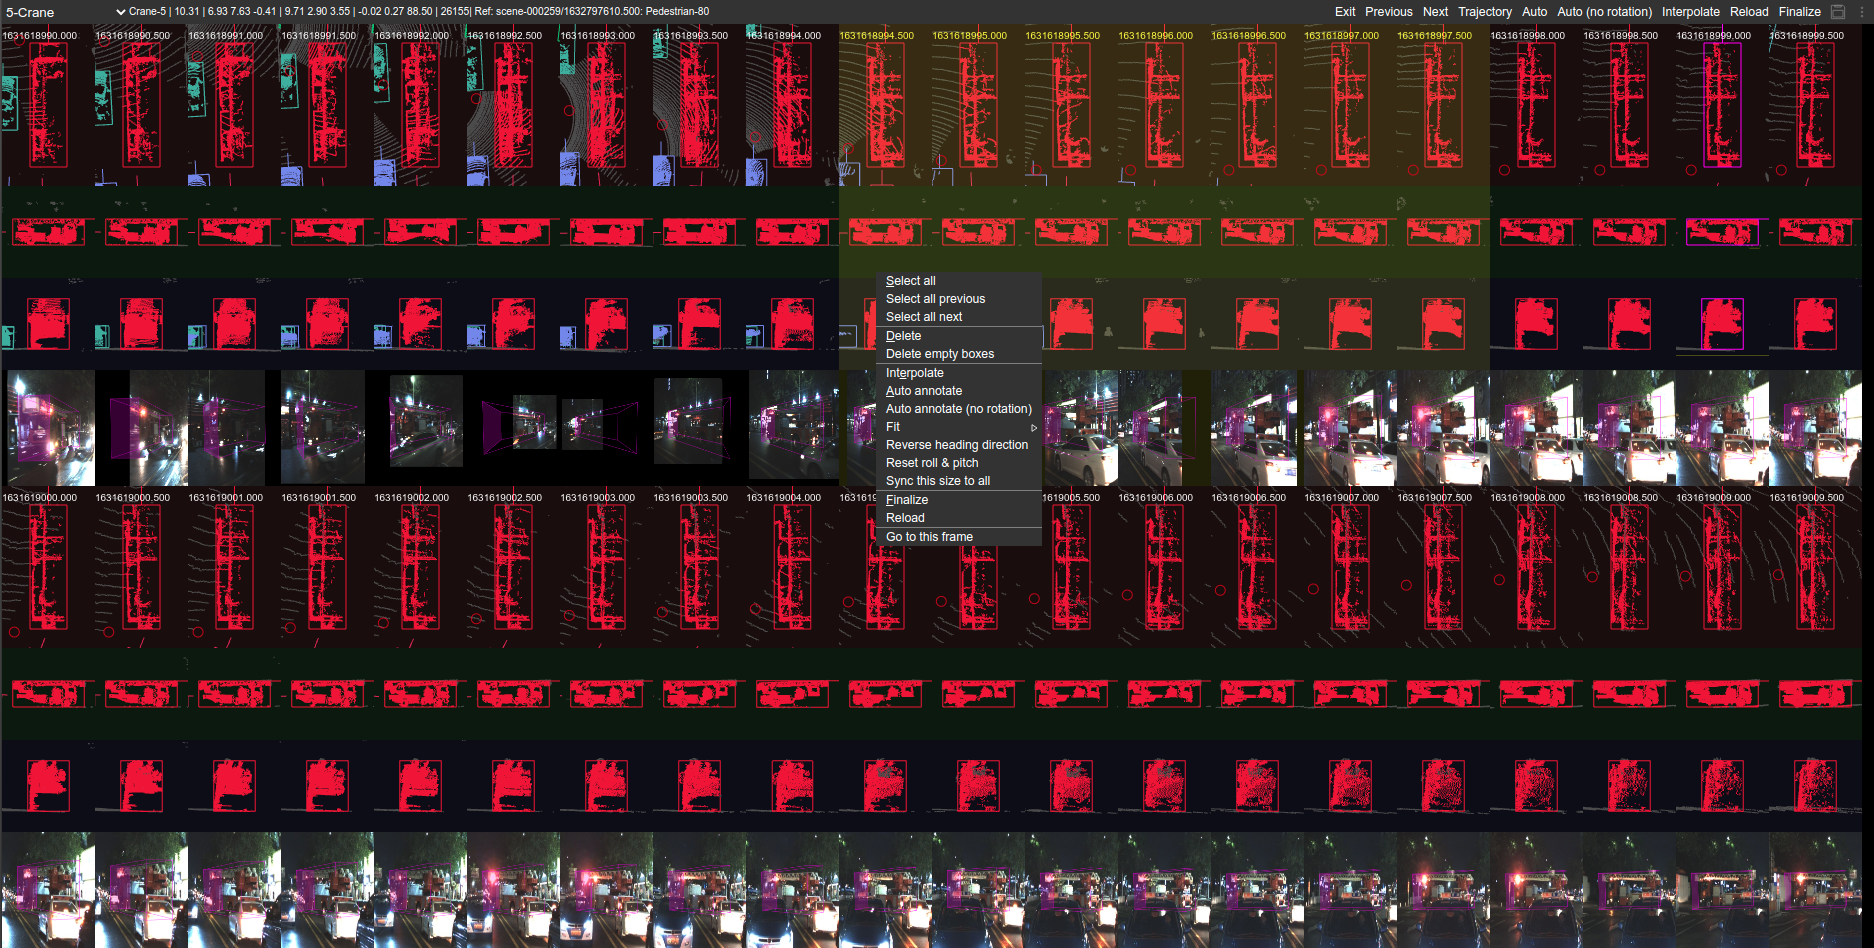 5-Crane Crane-5 | 10.31 | 6.93 7.63 -0.41 | 9.71 2.90 3.55 | -0.02 0.27 88.50 | 26155| Ref: scene-000259/1632797610.500: Pedestrian-80 Exit Previous Next Trajectory Auto Auto (no rotation) Interpolate Reload Finalize
1631618990.000 1631618990.500 1631618991.000 1631618991.500 1631618992.000 1631618992.500 1631618993.000 1631618993.500 1631618994.000 1631618994.500 1631618995.000 1631618995.500 1631618996.000 1631618996.500 1631618997.000 1631618997.500 1631618998.000 1631618998.500 1631618999.000 1631618999.500
Select all
Select all previous
Select all next
Delete
Delete empty boxes
Interpolate
Auto annotate
Auto annotate (no rotation)
Fit
Reverse heading direction
Reset roll & pitch
Sync this size to all
Finalize
Reload
Go to this frame
1631619000.000 1631619000.500 1631619001.000 1631619001.500 1631619002.000 1631619002.500 1631619003.000 1631619003.500 1631619004.000 163161 1619005.500 1631619006.000 1631619006.500 1631619007.000 1631619007.500 1631619008.000 1631619008.500 1631619009.000 1631619009.500